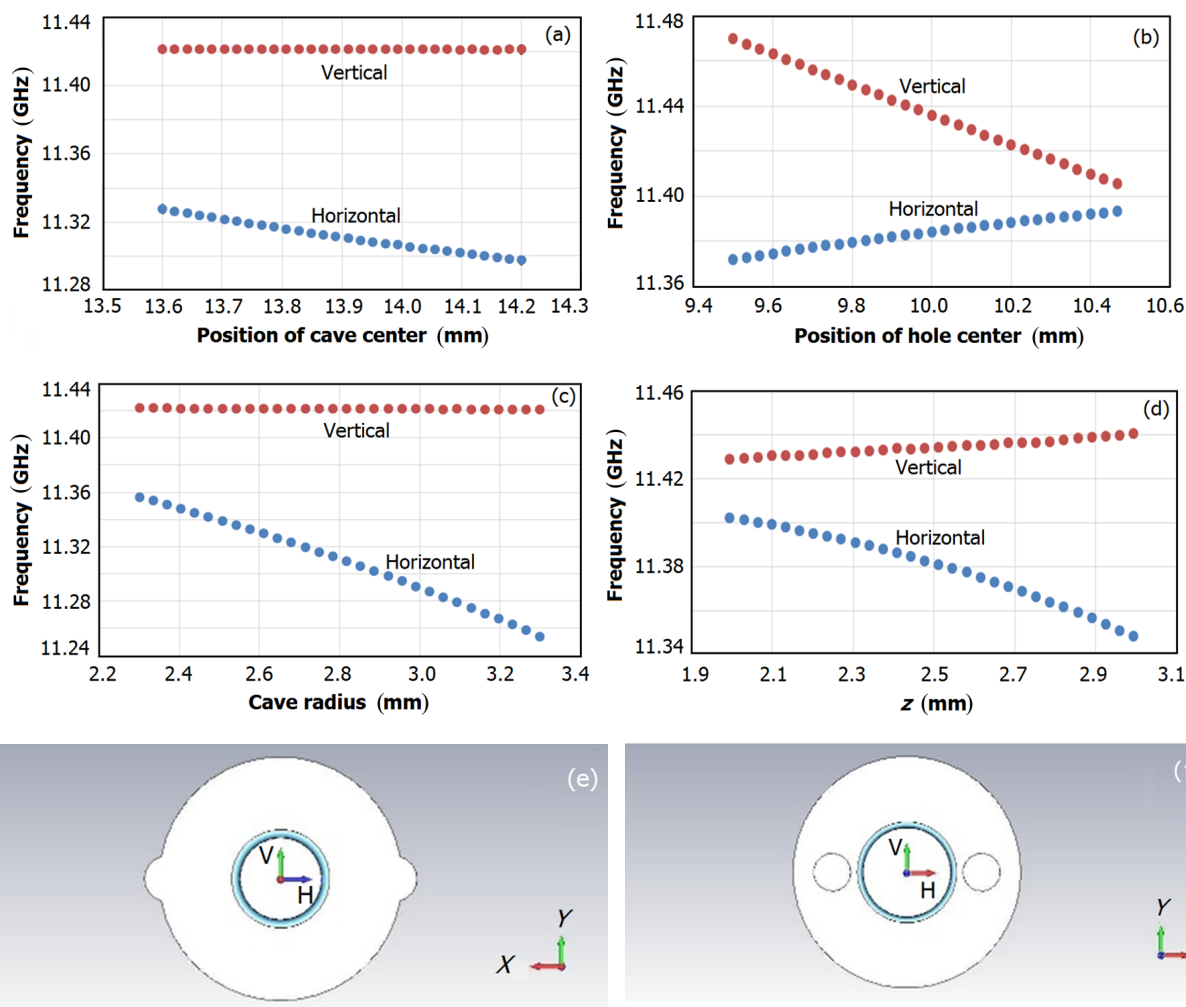 (a)
11.44
11.40
11.36
11.32
11.28
Frequency (GHz)
Vertical
Horizontal
13.5 13.6 13.7 13.8 13.9 14.0 14.1 14.2 14.3
Position of cave center (mm)
(b)
11.48
11.44
11.40
11.36
Frequency (GHz)
Vertical
Horizontal
9.4 9.6 9.8 10.0 10.2 10.4 10.6
Position of hole center (mm)
(c)
11.44
11.40
11.36
11.32
11.28
11.24
Frequency (GHz)
Vertical
Horizontal
2.2 2.4 2.6 2.8 3.0 3.2 3.4
Cave radius (mm)
(d)
11.46
11.42
11.38
11.34
Frequency (GHz)
Vertical
Horizontal
1.9 2.1 2.3 2.5 2.7 2.9 3.1
z (mm)
(e)
V
H
Y
X
V
H
Y